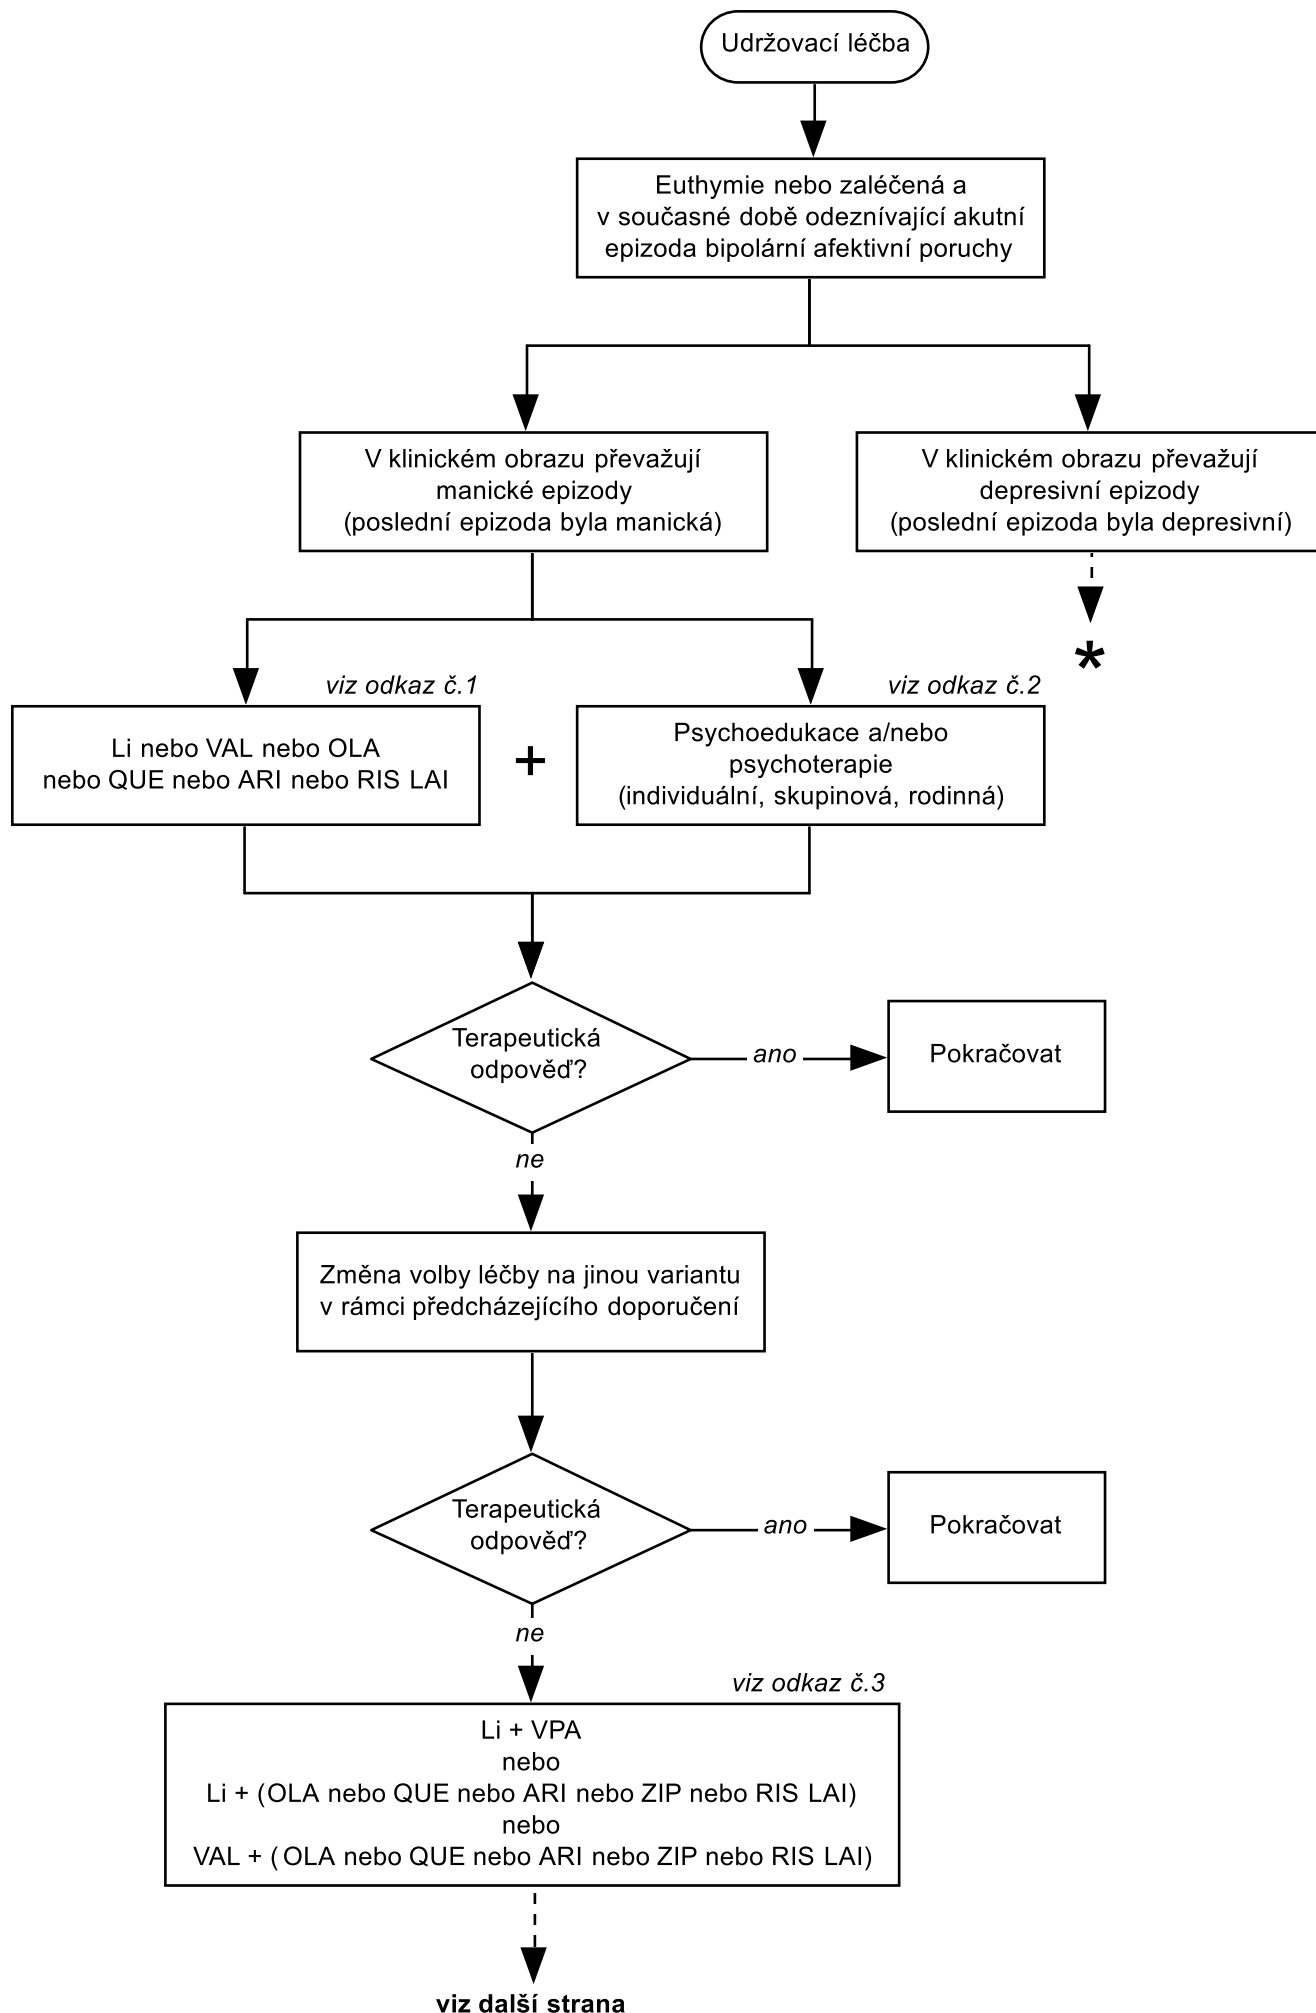 Udržovací léčba
Euthymie nebo zaléčená a
v současné době odeznívající akutní
epizoda bipolární afektivní poruchy
V klinickém obrazu převažují
manické epizody
(poslední epizoda byla manická)
V klinickém obrazu převažují
depresivní epizody
(poslední epizoda byla depresivní)
*
viz odkaz č.1
Li nebo VAL nebo OLA
nebo QUE nebo ARI nebo RIS LAI
+
viz odkaz č.2
Psychoedukace a/nebo
psychoterapie
(individuální, skupinová, rodinná)
Terapeutická
odpověď?
ano
Pokračovat
ne
Změna volby léčby na jinou variantu
v rámci předcházejícího doporučení
Terapeutická
odpověď?
ano
Pokračovat
ne
viz odkaz č.3
Li + VPA
nebo
Li + (OLA nebo QUE nebo ARI nebo ZIP nebo RIS LAI)
nebo
VAL + (OLA nebo QUE nebo ARI nebo ZIP nebo RIS LAI)
viz další strana